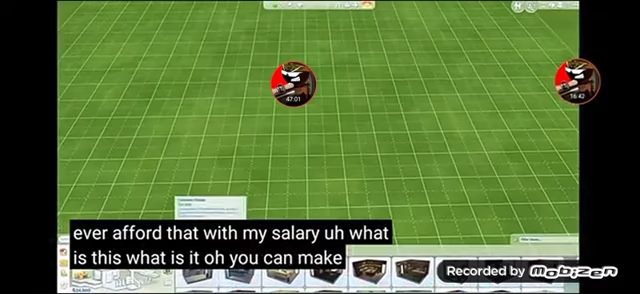 47.01
16:42
ever afford that with my salary uh what
is this what is it oh you can make
Recorded by mobizen